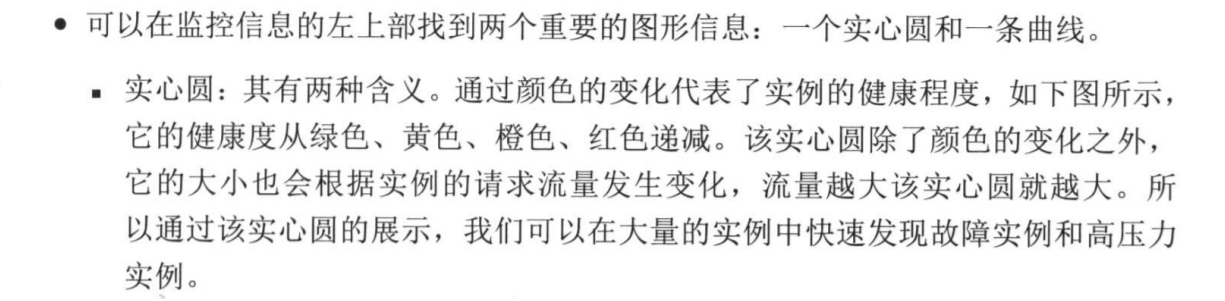 • 可以在监控信息的左上部找到两个重要的图形信息：一个实心圆和一条曲线。
▪ 实心圆：其有两种含义。通过颜色的变化代表了实例的健康程度，如下图所示，
它的健康度从绿色、黄色、橙色、红色递减。该实心圆除了颜色的变化之外，
它的大小也会根据实例的请求流量发生变化，流量越大该实心圆就越大。所
以通过该实心圆的展示，我们可以在大量的实例中快速发现故障实例和高压力
实例。